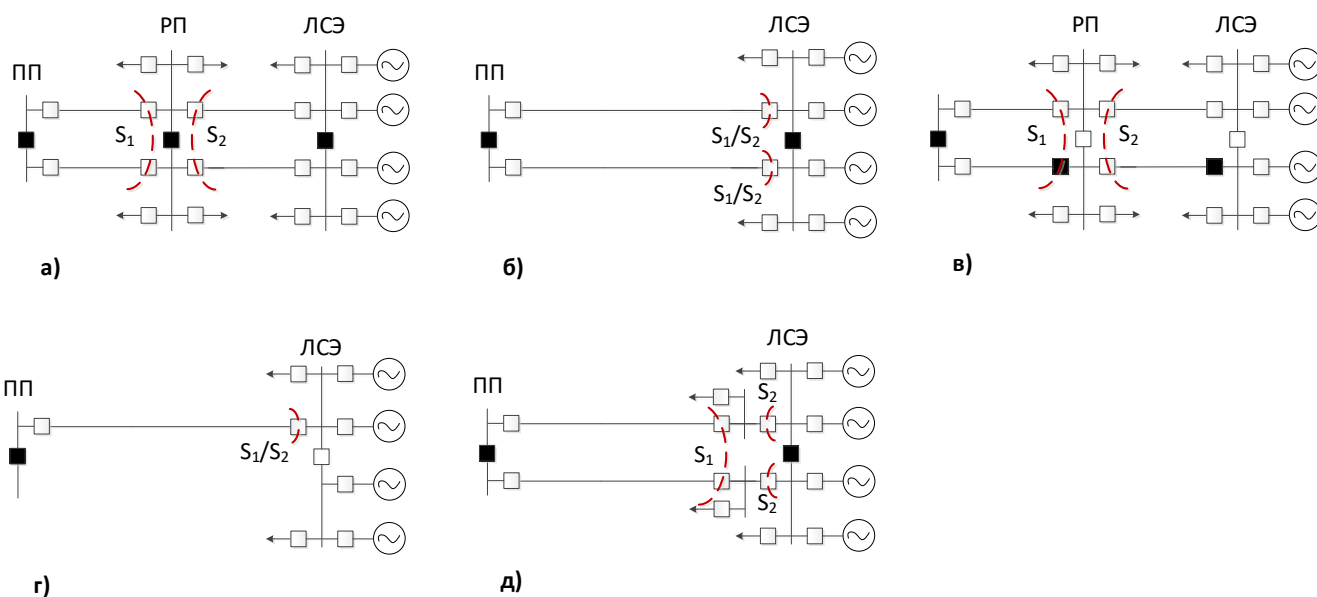 РП ЛСЭ
ПП
S₁ S₂
а)
ЛСЭ
ПП
S₁/S₂
S₁/S₂
б)
РП ЛСЭ
S₁ S₂
в)
ЛСЭ
ПП
S₁/S₂
г)
ЛСЭ
ПП
S₂
S₁
S₂
д)